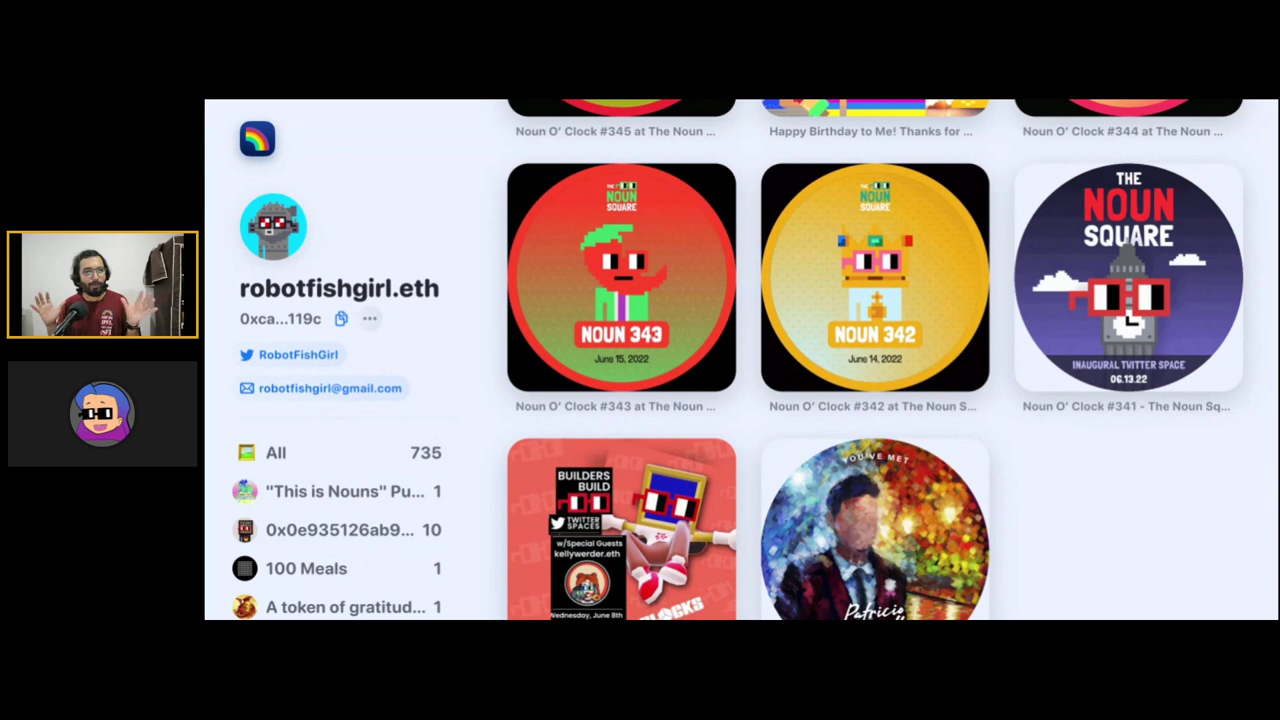 Noun O' Clock #345 at The Noun ...
Happy Birthday to Me! Thanks for ...
Noun O' Clock #344 at The Noun ...
robotfishgirl.eth
0xca...119c
RobotFishGirl
robotfishgirl@gmail.com
All 735
"This is Nouns" Pu... 1
0x0e935126ab9... 10
100 Meals 1
A token of gratitud... 1
NOUN
SQUARE
NOUN 343
June 15, 2022
Noun O' Clock #343 at The Noun ...
NOUN
SQUARE
NOUN 342
June 14, 2022
Noun O' Clock #342 at The Noun S...
THE
NOUN
SQUARE
INAUGURAL TWITTER SPACE
06.13.22
Noun O' Clock #341 - The Noun Sq...
BUILDERS
BUILD
TWITTER
SPACES
w/Special Guests
kellywerder.eth
Wednesday, June 8th
YOU'VE MET
Patricio